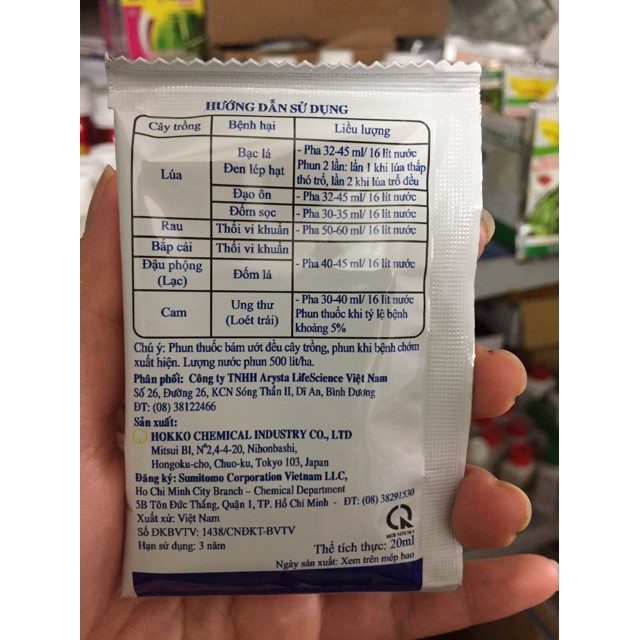 HƯỚNG DẪN SỬ DỤNG
Cây trồng Bệnh hại Liều lượng
Lúa
Bạc lá
Đen lép hạt
- Pha 32-45 ml/ 16 lít nước
Phun 2 lần: lần 1 khi lúa thấp
thó trổ, lần 2 khi lúa trổ đều
Đạo ôn - Pha 32-45 ml/ 16 lít nước
Đốm sọc - Pha 30-35 ml/ 16 lít nước
Rau Thối vi khuẩn - Pha 50-60 ml/ 16 lít nước
Bắp cải Thối vi khuẩn
- Pha 40-45 ml/ 16 lít nước
Đậu phộng
(Lạc)
Đốm lá
Cam
Ung thư
(Loét trái)
- Pha 30-40 ml/ 16 lít nước
Phun thuốc khi tỷ lệ bệnh
khoảng 5%
Chú ý: Phun thuốc bám ướt đều cây trồng, phun khi bệnh chớm
xuất hiện. Lượng nước phun 500 lít/ha.
Phân phối: Công ty TNHH Arysta LifeScience Việt Nam
Số 26, Đường 26, KCN Sóng Thần II, Dĩ An, Bình Dương
ĐT: (08) 38122466
Sản xuất:
HOKKO CHEMICAL INDUSTRY CO., LTD
Mitsui BI, N°2,4-4-20, Nihonbashi,
Hongoku-cho, Chuo-ku, Tokyo 103, Japan
Đăng ký: Sumitomo Corporation Vietnam LLC,
Ho Chi Minh City Branch – Chemical Department
5B Tôn Đức Thắng, Quận 1, TP. Hồ Chí Minh - ĐT: (08) 38291530
Xuất xứ: Việt Nam
Số ĐKBVTV: 1438/CNĐKT-BVTV
Hạn sử dụng: 3 năm
Thể tích thực: 20ml
Ngày sản xuất: Xem trên mép bao